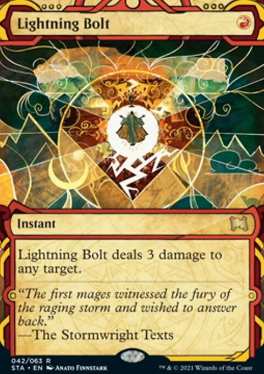 Lightning Bolt
Instant
Lightning Bolt deals 3 damage to
any target.
“The first mages witnessed the fury of
the raging storm and wished to answer
back.”
—The Stormwright Texts
042/063 R
STA • EN ANATO FINNSTARK
™ & © 2021 Wizards of the Coast